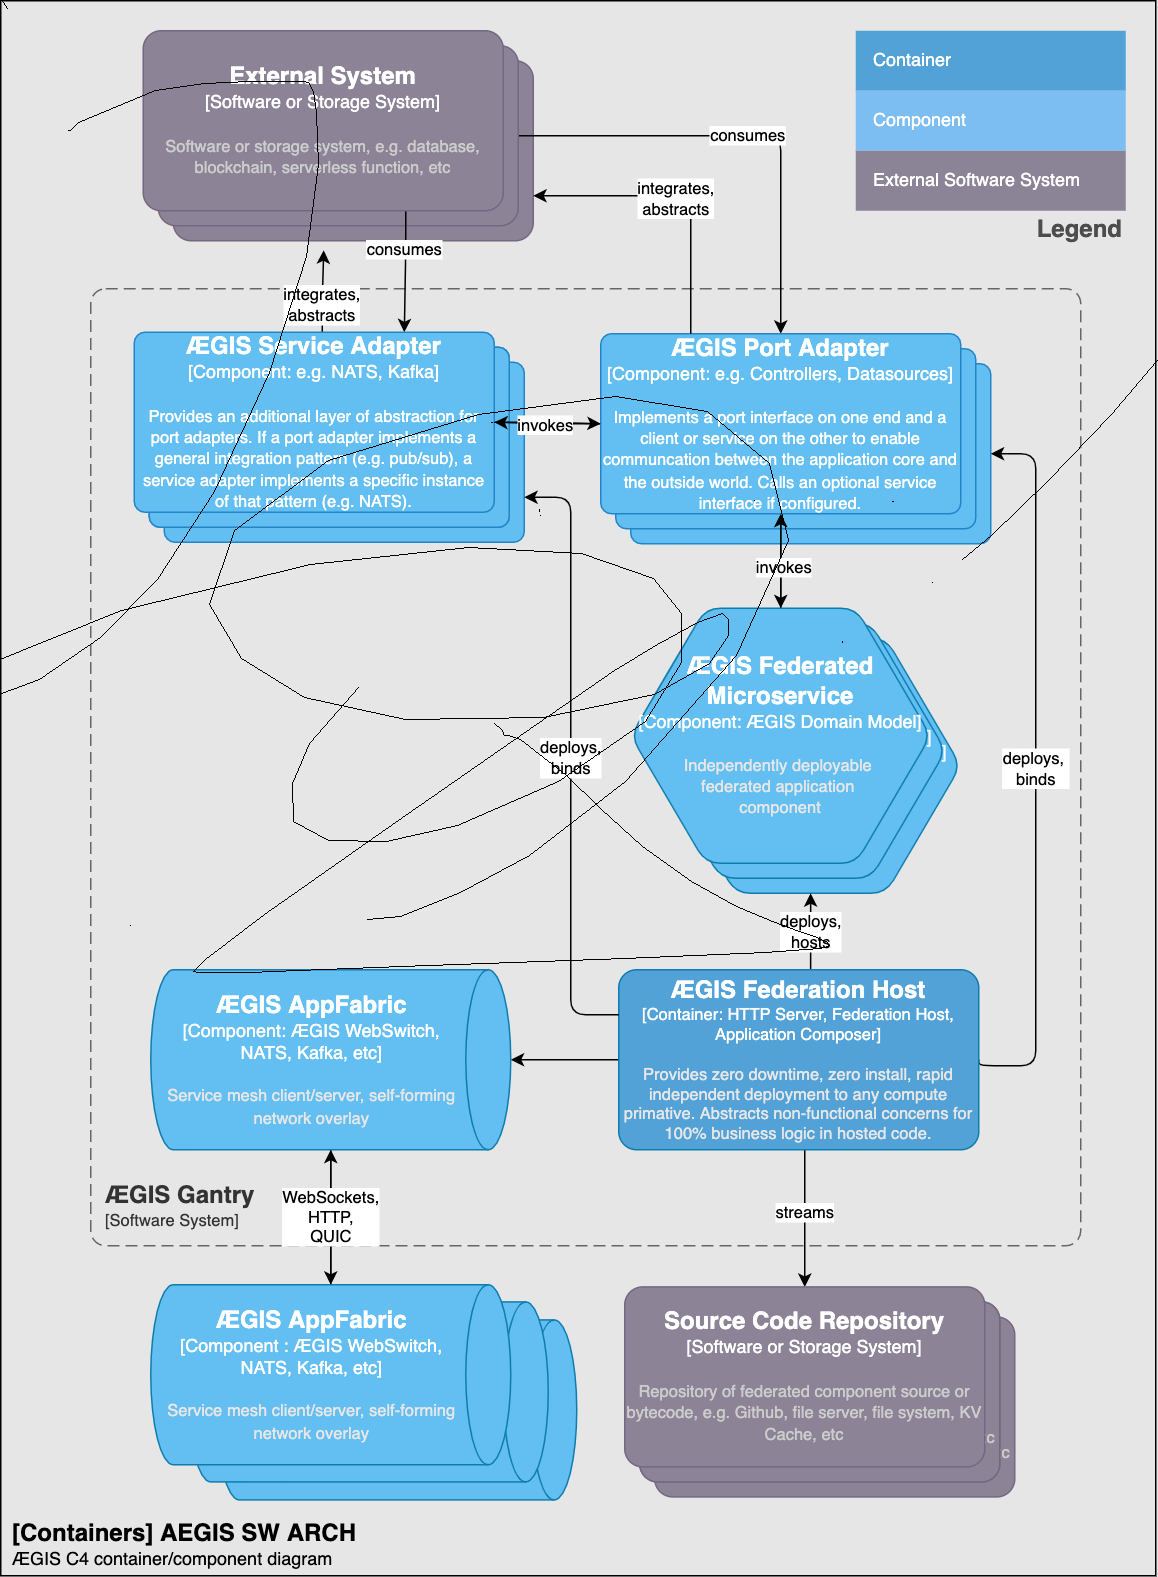 External System
[Software or Storage System]
Software or storage system, e.g. database,
blockchain, serverless function, etc
Container
Component
External Software System
Legend
consumes
integrates,
abstracts
consumes
integrates,
abstracts
ÆGIS Service Adapter
[Component: e.g. NATS, Kafka]
Provides an additional layer of abstraction for
port adapters. If a port adapter implements a
general integration pattern (e.g. pub/sub), a
service adapter implements a specific instance
of that pattern (e.g. NATS).
invokes
ÆGIS Port Adapter
[Component: e.g. Controllers, Datasources]
Implements a port interface on one end and a
client or service on the other to enable
communcation between the application core and
the outside world. Calls an optional service
interface if configured.
invokes
ÆGIS Federated
Microservice
[Component: ÆGIS Domain Model]
]
]
Independently deployable
federated application
component
deploys,
binds
deploys,
binds
deploys,
hosts
ÆGIS AppFabric
[Component: ÆGIS WebSwitch,
NATS, Kafka, etc]
Service mesh client/server, self-forming
network overlay
ÆGIS Federation Host
[Container: HTTP Server, Federation Host,
Application Composer]
Provides zero downtime, zero install, rapid
independent deployment to any compute
primative. Abstracts non-functional concerns for
100% business logic in hosted code.
ÆGIS Gantry
[Software System]
WebSockets,
HTTP,
QUIC
streams
ÆGIS AppFabric
[Component : ÆGIS WebSwitch,
NATS, Kafka, etc]
Service mesh client/server, self-forming
network overlay
Source Code Repository
[Software or Storage System]
Repository of federated component source or
bytecode, e.g. Github, file server, file system, KV
Cache, etc
c
c
[Containers] AEGIS SW ARCH
ÆGIS C4 container/component diagram